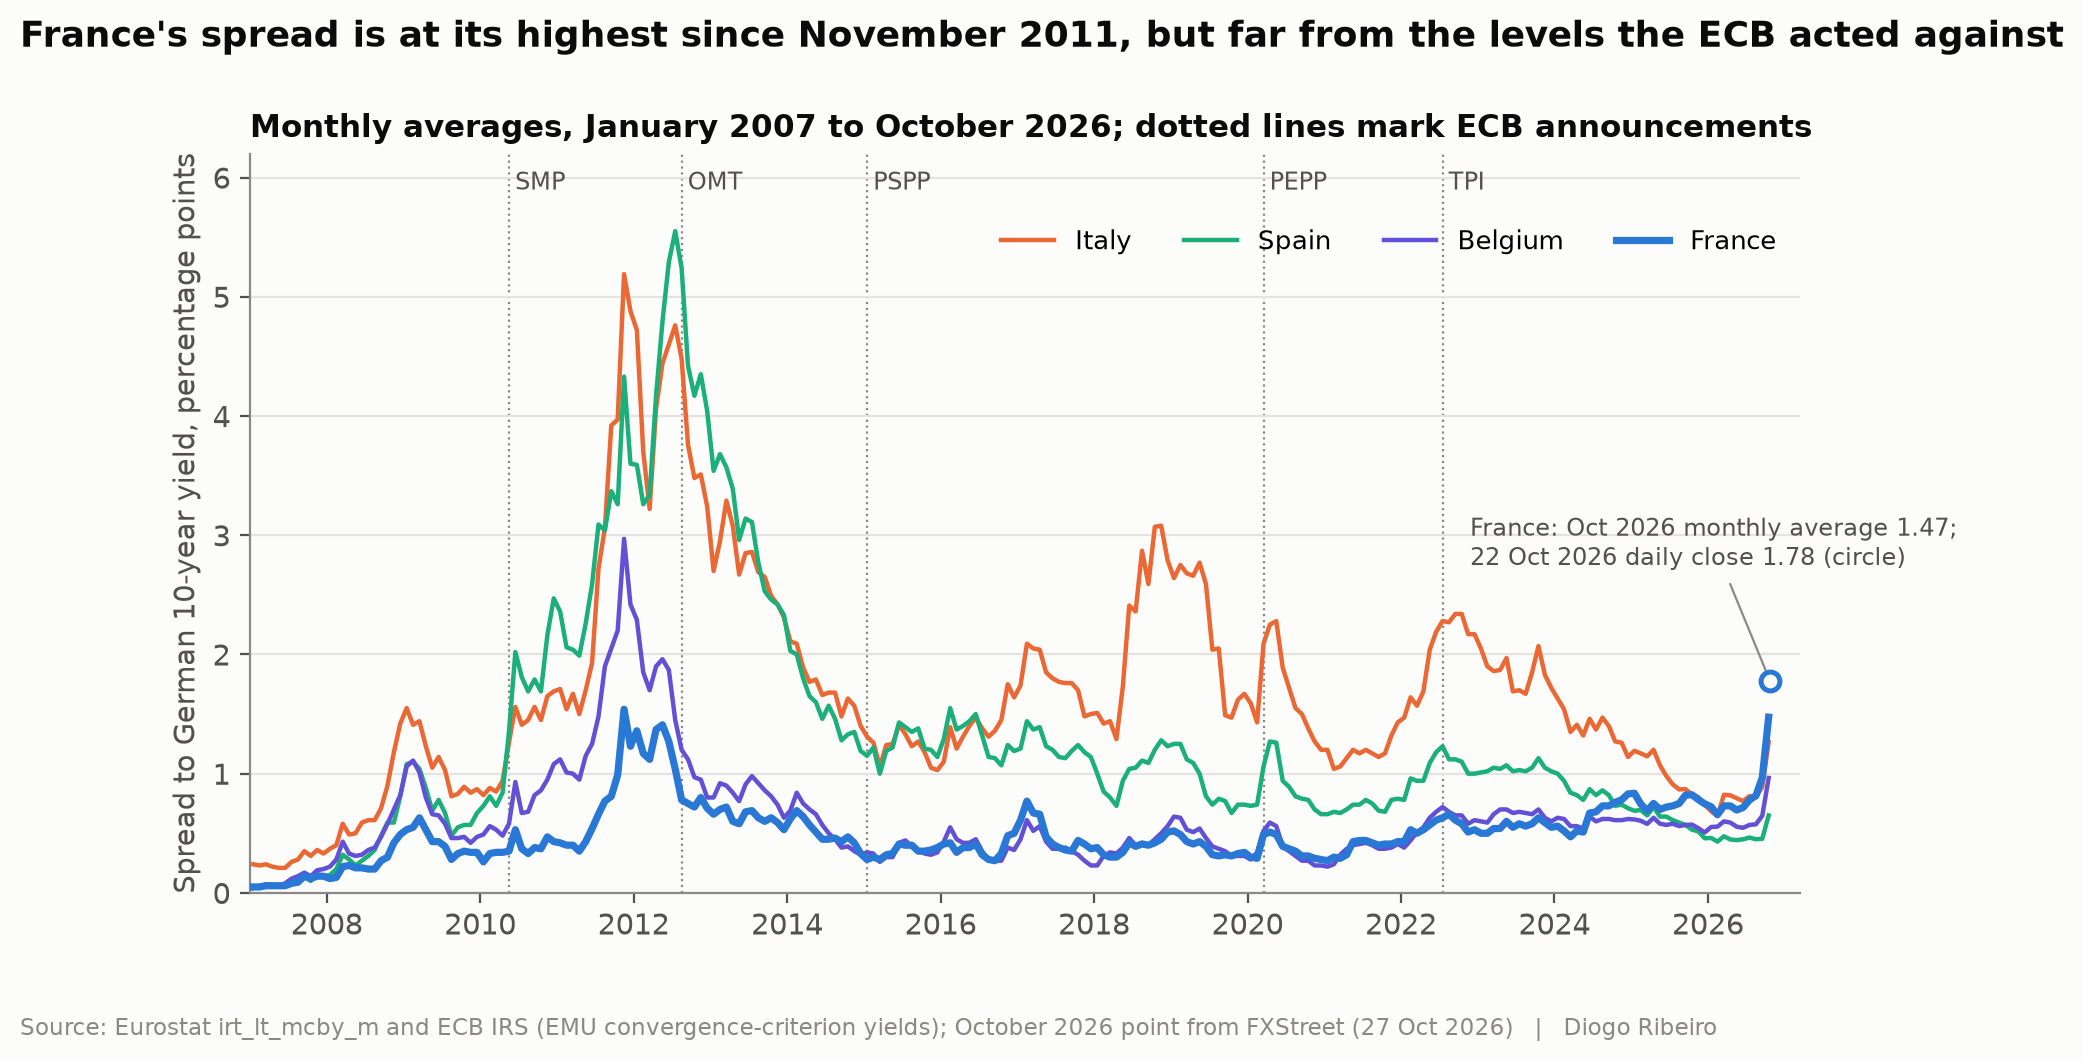 France's spread is at its highest since November 2011, but far from the levels the ECB acted against
Monthly averages, January 2007 to October 2026; dotted lines mark ECB announcements
Spread to German 10-year yield, percentage points
6
5
4
3
2
1
0
SMP
OMT
PSPP
PEPP
TPI
Italy
Spain
Belgium
France
France: Oct 2026 monthly average 1.47;
22 Oct 2026 daily close 1.78 (circle)
2008
2010
2012
2014
2016
2018
2020
2022
2024
2026
Source: Eurostat irt_lt_mcby_m and ECB IRS (EMU convergence-criterion yields); October 2026 point from FXStreet (27 Oct 2026) | Diogo Ribeiro